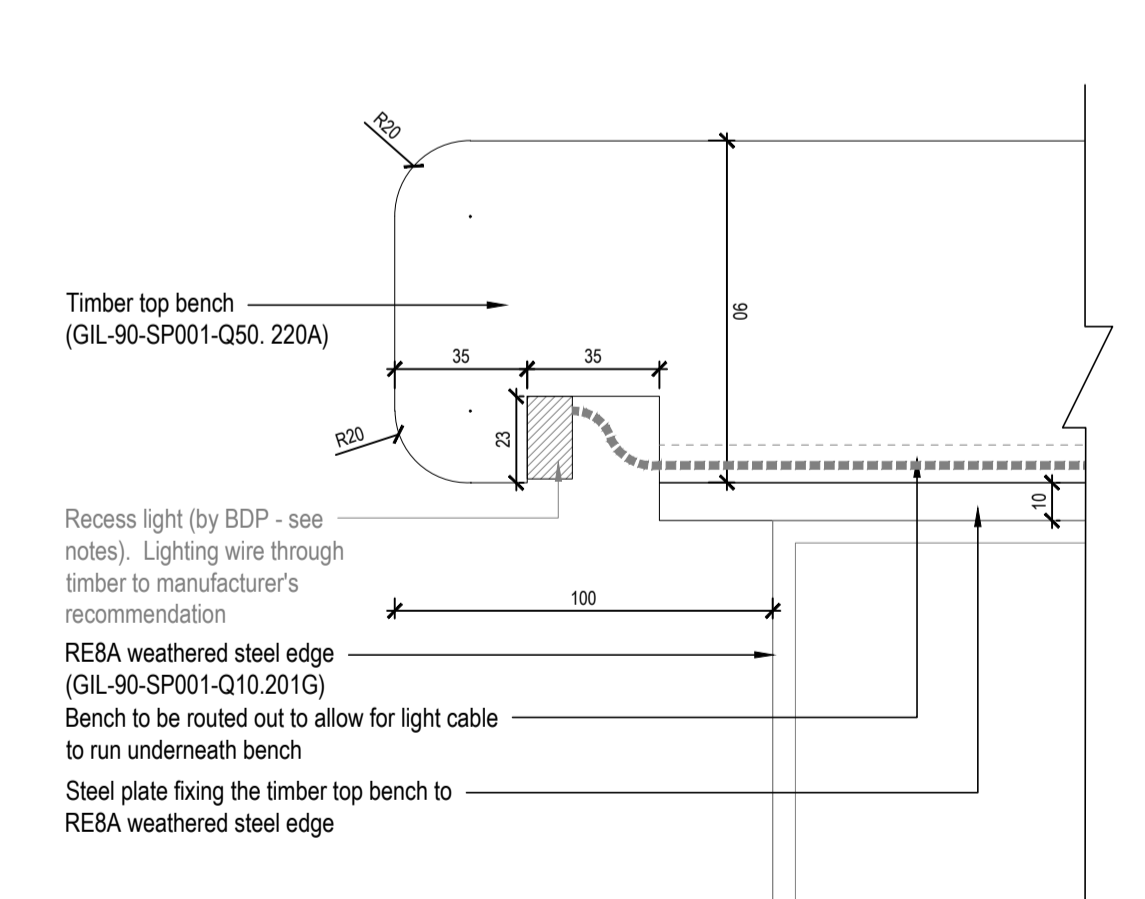 R20
90
Timber top bench
(GIL-90-SP001-Q50. 220A)
35
35
23
R20
10
Recess light (by BDP - see
notes).  Lighting wire through
timber to manufacturer's
recommendation
100
RE8A weathered steel edge
(GIL-90-SP001-Q10.201G)
Bench to be routed out to allow for light cable
to run underneath bench
Steel plate fixing the timber top bench to
RE8A weathered steel edge